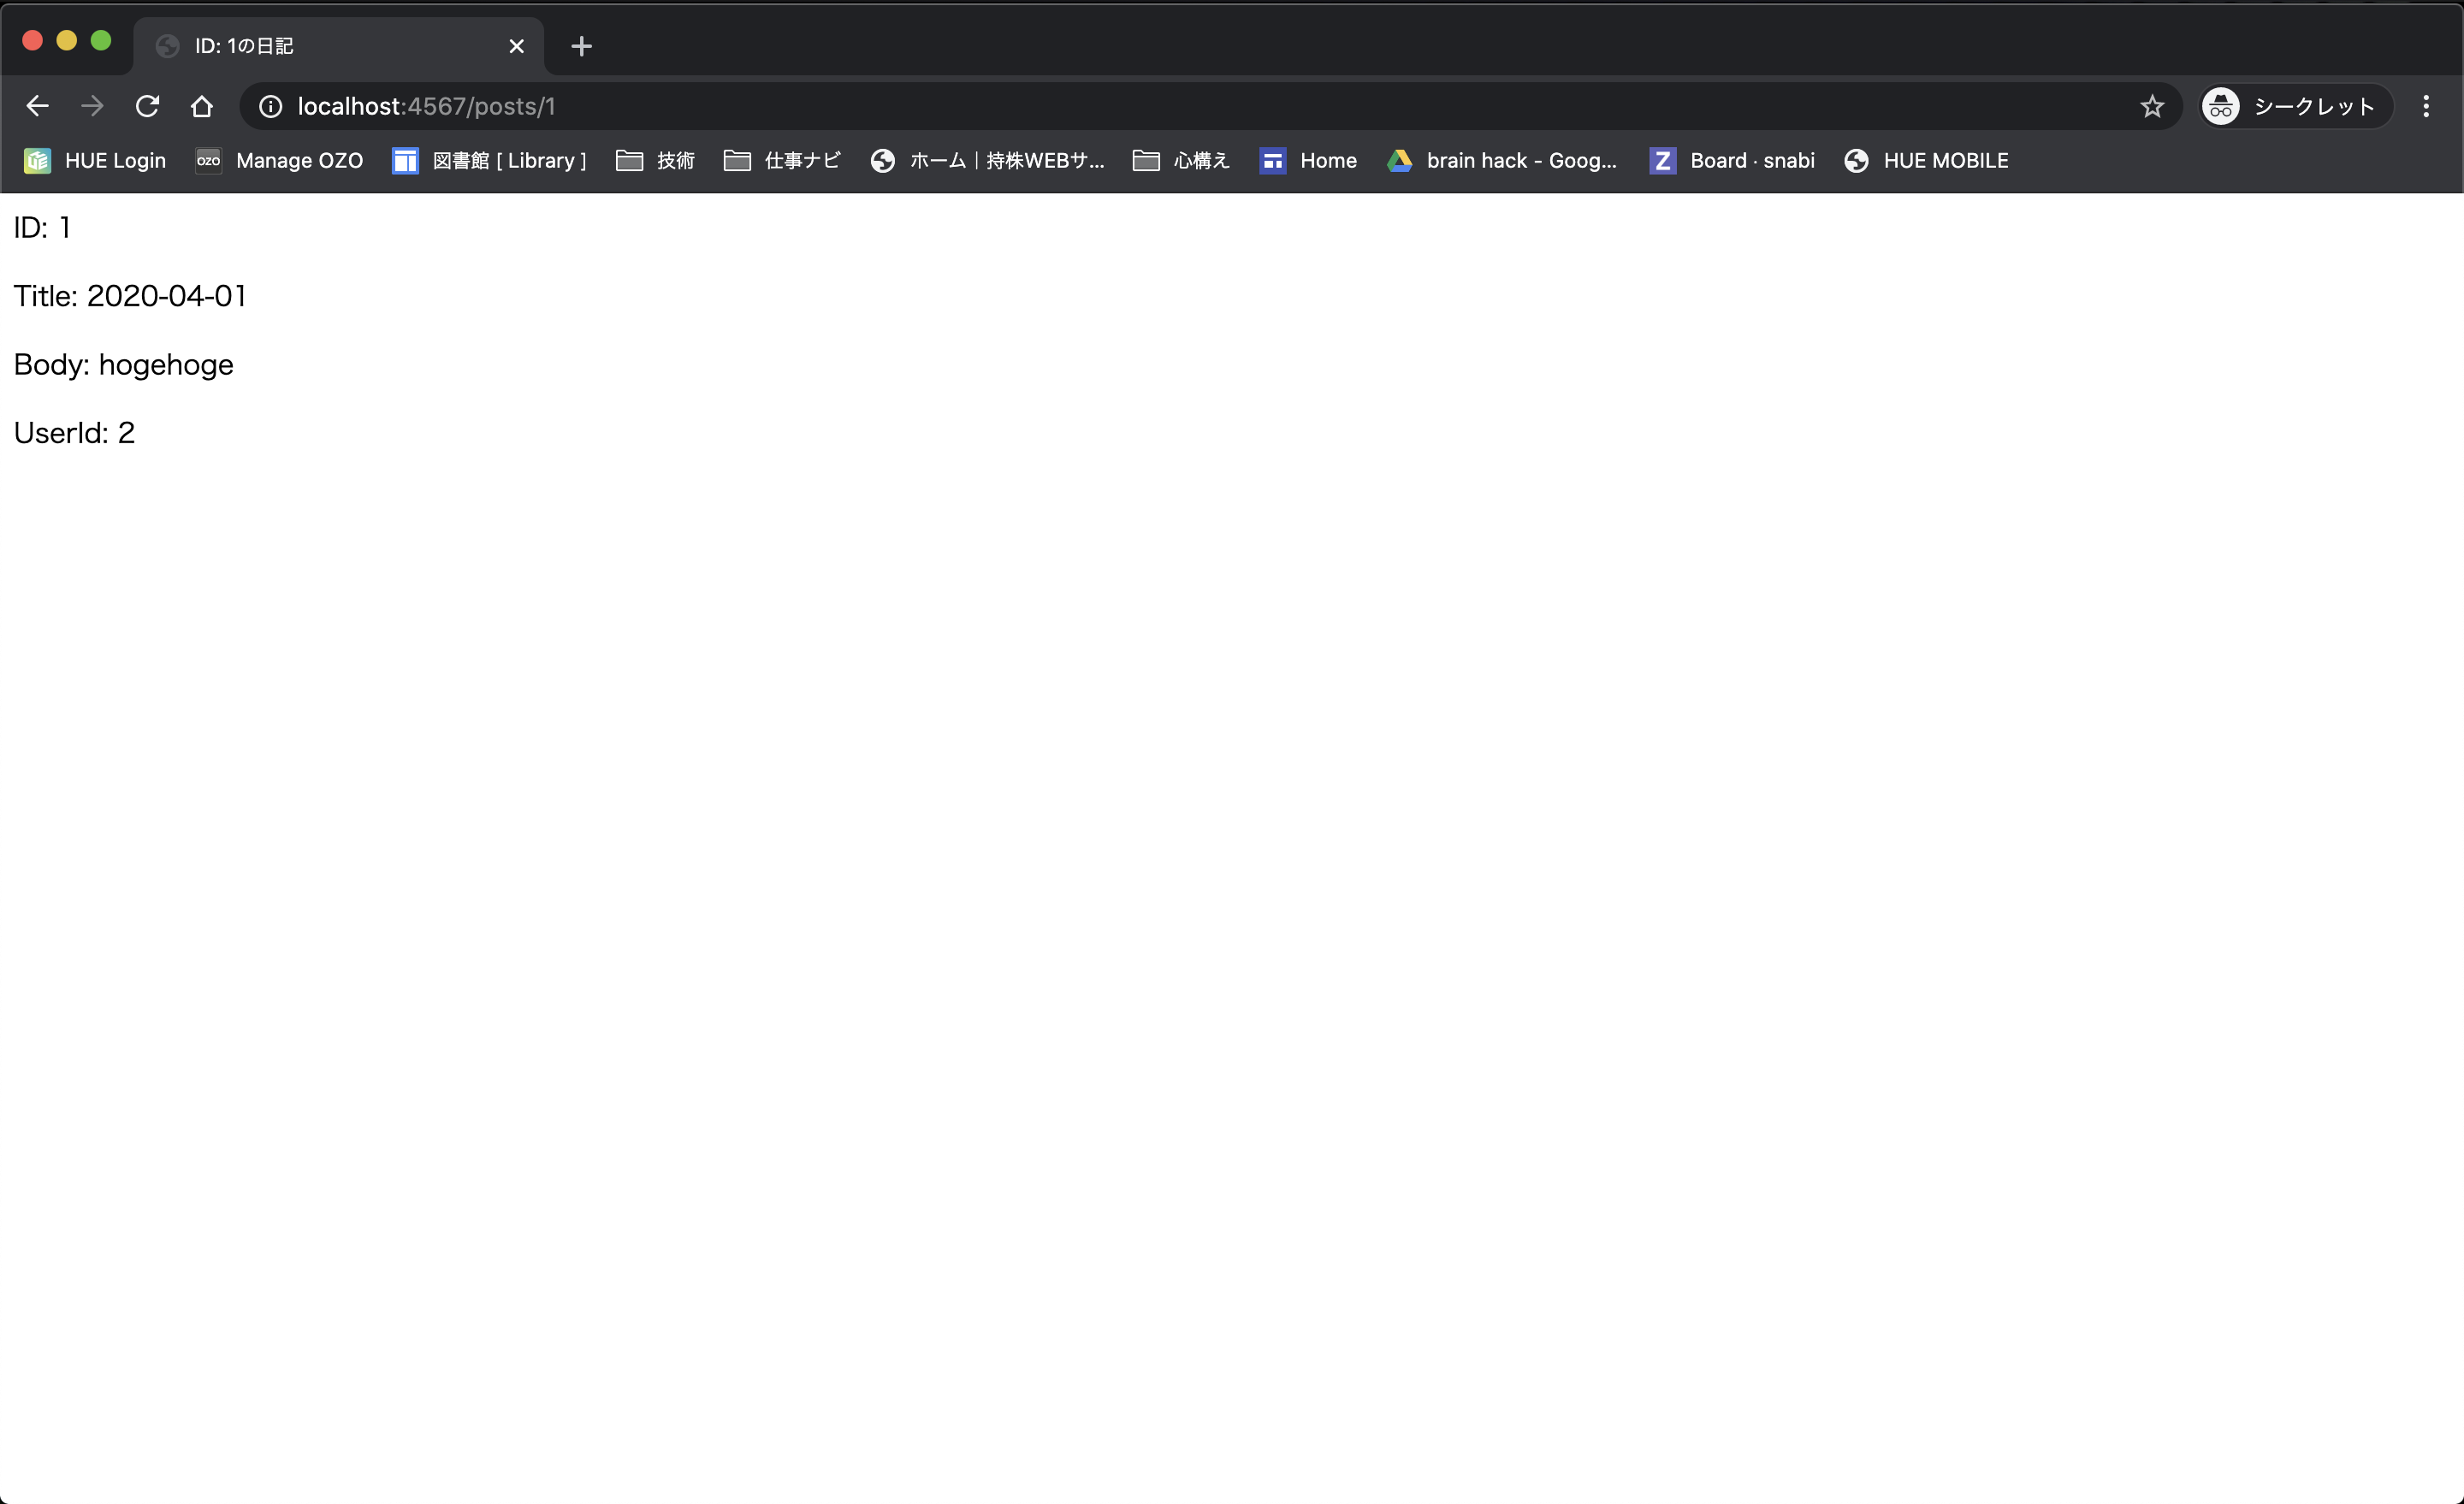 ID: 1の日記
localhost:4567/posts/1
シークレット
HUE Login
OZO
Manage OZO
図書館 [ Library ]
技術
仕事ナビ
ホーム｜持株WEBサ...
心構え
Home
brain hack - Goog...
Z
Board · snabi
HUE MOBILE
ID: 1
Title: 2020-04-01
Body: hogehoge
UserId: 2